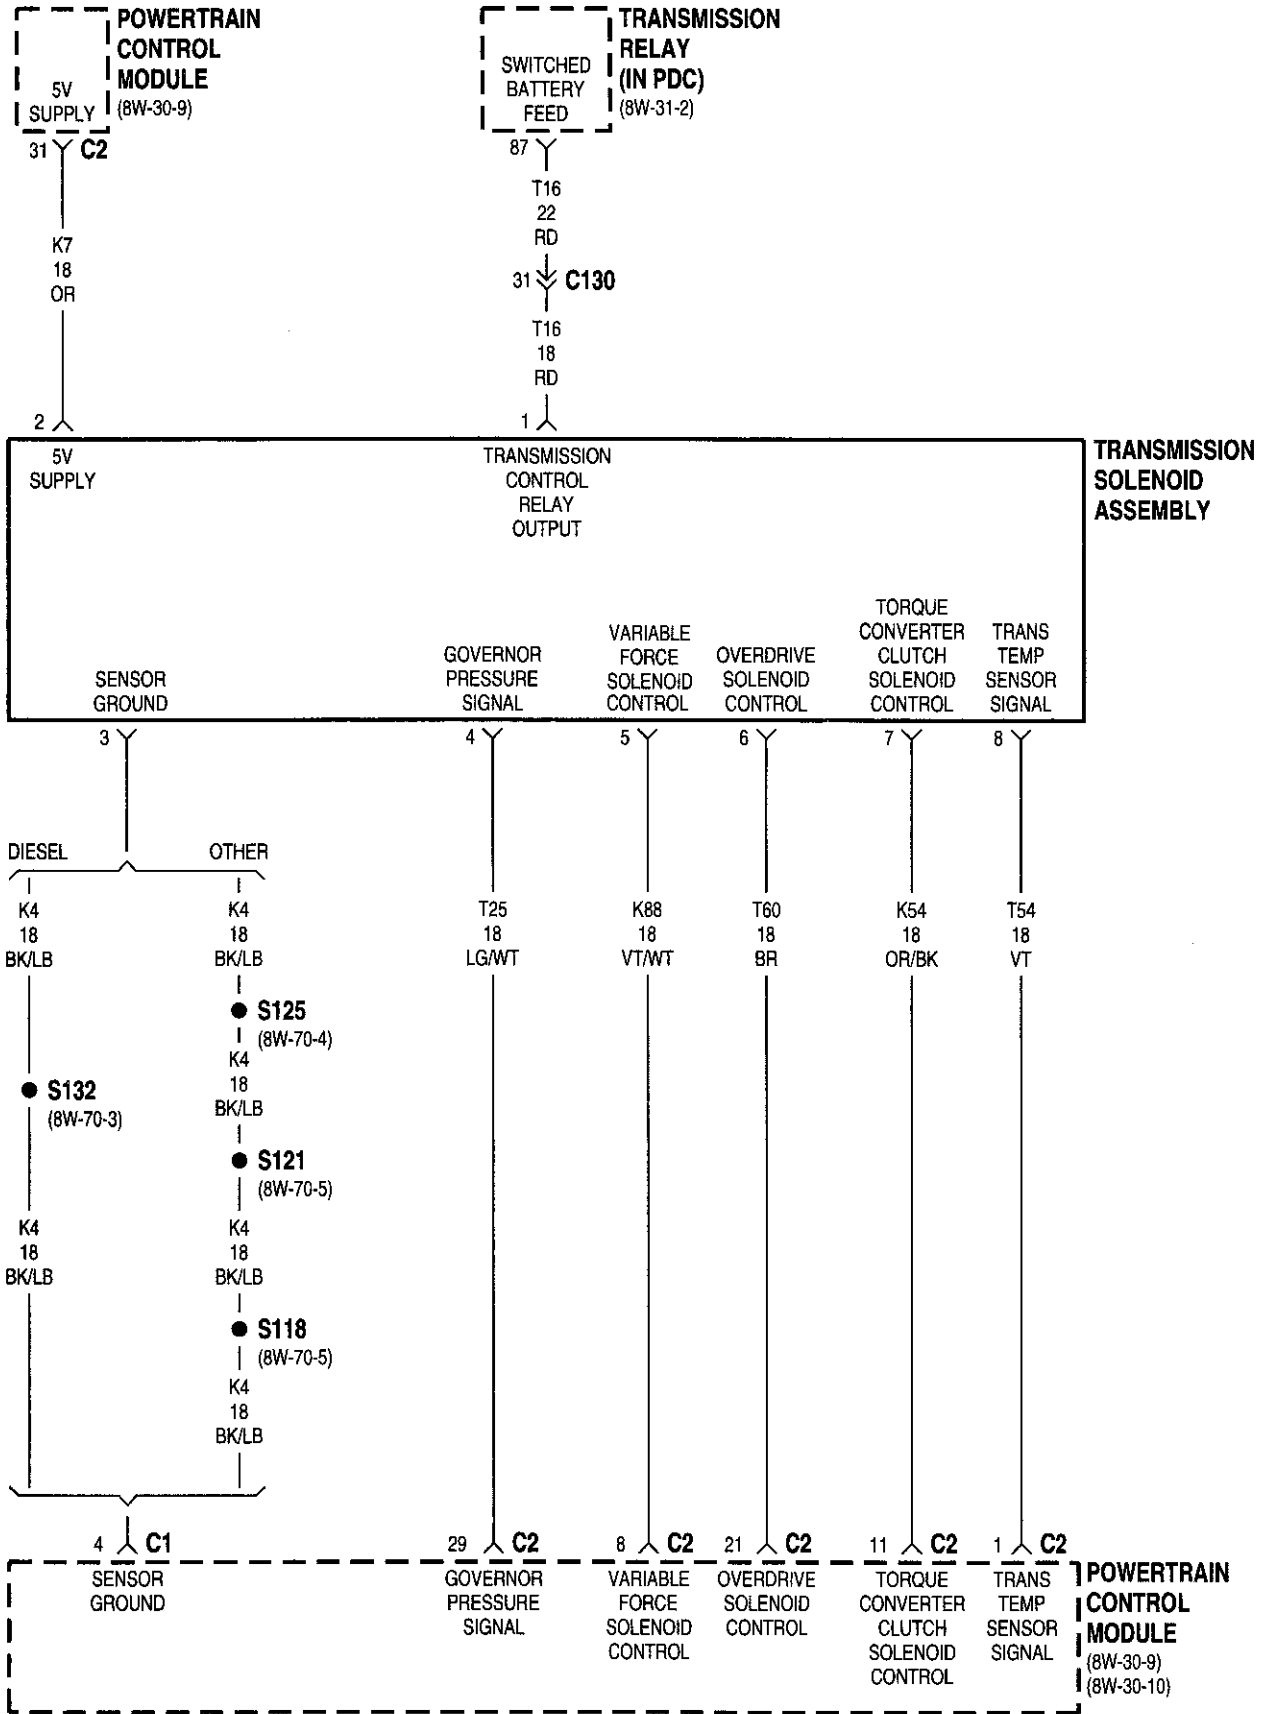 POWERTRAIN
CONTROL
MODULE
(8W-30-9)
5V
SUPPLY
31 C2
K7
18
OR
2
TRANSMISSION
RELAY
(IN PDC)
(8W-31-2)
SWITCHED
BATTERY
FEED
87
T16
22
RD
31 C130
T16
18
RD
1
TRANSMISSION
SOLENOID
ASSEMBLY
5V
SUPPLY
TRANSMISSION
CONTROL
RELAY
OUTPUT
SENSOR
GROUND
GOVERNOR
PRESSURE
SIGNAL
VARIABLE
FORCE
SOLENOID
CONTROL
OVERDRIVE
SOLENOID
CONTROL
TORQUE
CONVERTER
CLUTCH
SOLENOID
CONTROL
TRANS
TEMP
SENSOR
SIGNAL
3 4 5 6 7 8
DIESEL
OTHER
K4
18
BK/LB
S132
(8W-70-3)
K4
18
BK/LB
K4
18
BK/LB
S125
(8W-70-4)
K4
18
BK/LB
S121
(8W-70-5)
K4
18
BK/LB
S118
(8W-70-5)
K4
18
BK/LB
T25
18
LG/WT
K88
18
VT/WT
T60
18
BR
K54
18
OR/BK
T54
18
VT
4 C1
29 C2
8 C2
21 C2
11 C2
1 C2
SENSOR
GROUND
GOVERNOR
PRESSURE
SIGNAL
VARIABLE
FORCE
SOLENOID
CONTROL
OVERDRIVE
SOLENOID
CONTROL
TORQUE
CONVERTER
CLUTCH
SOLENOID
CONTROL
TRANS
TEMP
SENSOR
SIGNAL
POWERTRAIN
CONTROL
MODULE
(8W-30-9)
(8W-30-10)